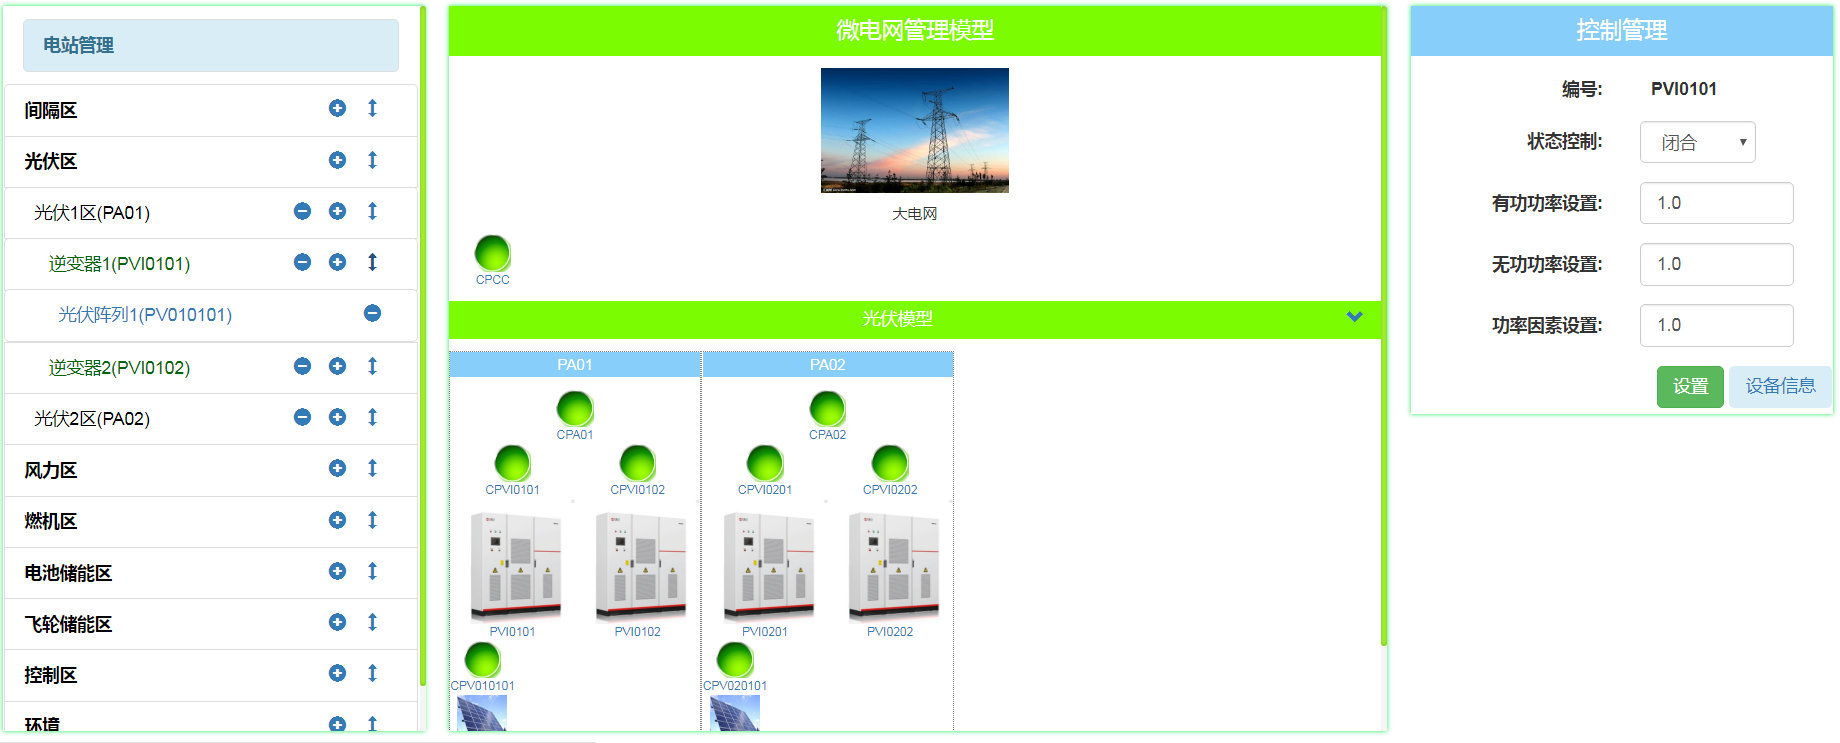 电站管理
间隔区
光伏区
光伏1区(PA01)
逆变器1(PVI0101)
光伏阵列1(PV010101)
逆变器2(PVI0102)
光伏2区(PA02)
风力区
燃机区
电池储能区
飞轮储能区
控制区
环境
微电网管理模型
大电网
CPCC
光伏模型
PA01
PA02
CPA01
CPA02
CPVI0101
CPVI0102
CPVI0201
CPVI0202
PVI0101
PVI0102
PVI0201
PVI0202
CPV010101
CPV020101
控制管理
编号: PVI0101
状态控制: 闭合
有功功率设置: 1.0
无功功率设置: 1.0
功率因素设置: 1.0
设置 设备信息